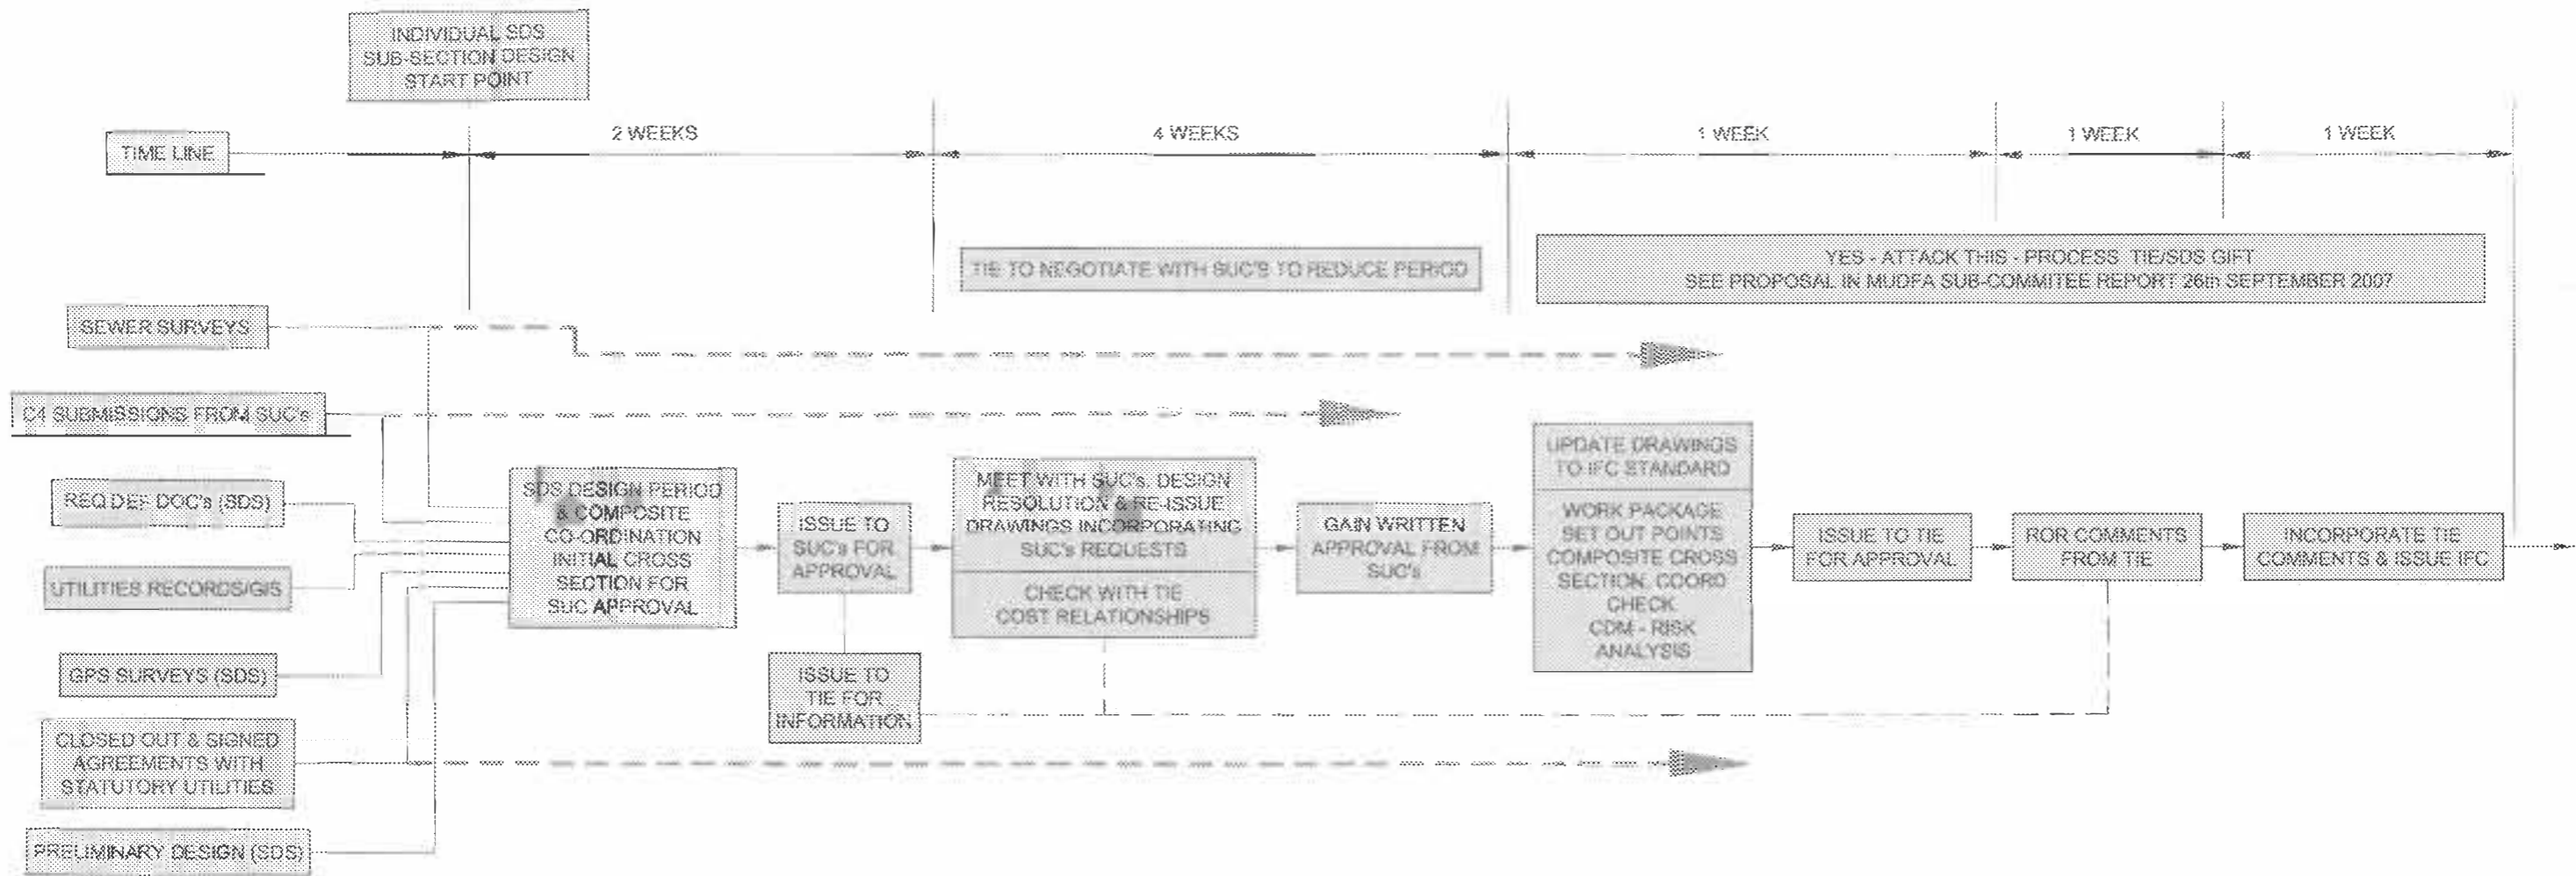 INDIVIDUAL SDS
SUB-SECTION DESIGN
START POINT
TIME LINE
2 WEEKS
4 WEEKS
1 WEEK
1 WEEK
1 WEEK
TIE TO NEGOTIATE WITH SUC'S TO REDUCE PERIOD
YES - ATTACK THIS - PROCESS TIE/SDS GIFT
SEE PROPOSAL IN MUDFA SUB-COMMITEE REPORT 26th SEPTEMBER 2007
SEWER SURVEYS
C4 SUBMISSIONS FROM SUC's
REQ DEF DOC's (SDS)
UTILITIES RECORDS/GIS
GPS SURVEYS (SDS)
CLOSED OUT & SIGNED
AGREEMENTS WITH
STATUTORY UTILITIES
PRELIMINARY DESIGN (SDS)
SDS DESIGN PERIOD
& COMPOSITE
CO-ORDINATION
INITIAL CROSS
SECTION FOR
SUC APPROVAL
ISSUE TO
SUC's FOR
APPROVAL
ISSUE TO
TIE FOR
INFORMATION
MEET WITH SUC's, DESIGN
RESOLUTION & RE-ISSUE
DRAWINGS INCORPORATING
SUC's REQUESTS
CHECK WITH TIE
COST RELATIONSHIPS
GAIN WRITTEN
APPROVAL FROM
SUC's
UPDATE DRAWINGS
TO IFC STANDARD
WORK PACKAGE
SET OUT POINTS
COMPOSITE CROSS
SECTION, COORD
CHECK
CDM - RISK
ANALYSIS
ISSUE TO TIE
FOR APPROVAL
ROR COMMENTS
FROM TIE
INCORPORATE TIE
COMMENTS & ISSUE IFC